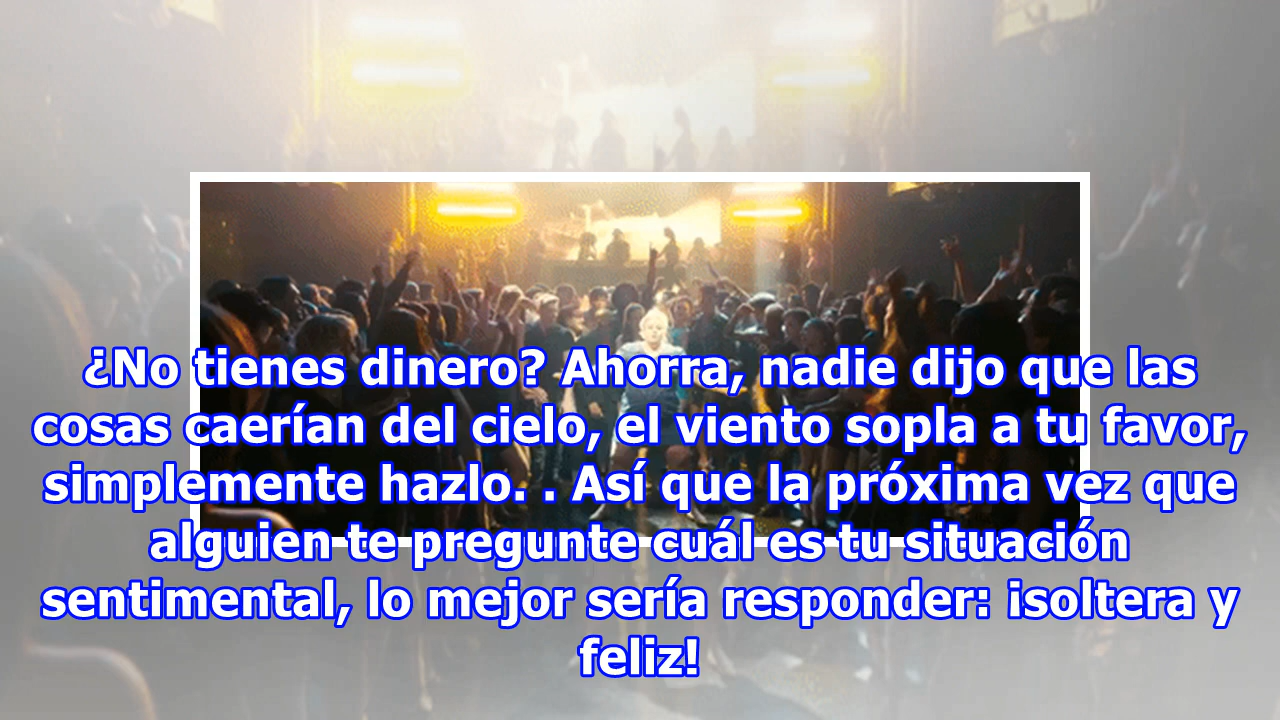 ¿No tienes dinero? Ahorra, nadie dijo que las
cosas caerían del cielo, el viento sopla a tu favor,
simplemente hazlo. . Así que la próxima vez que
alguien te pregunte cuál es tu situación
sentimental, lo mejor sería responder: ¡soltera y
feliz!